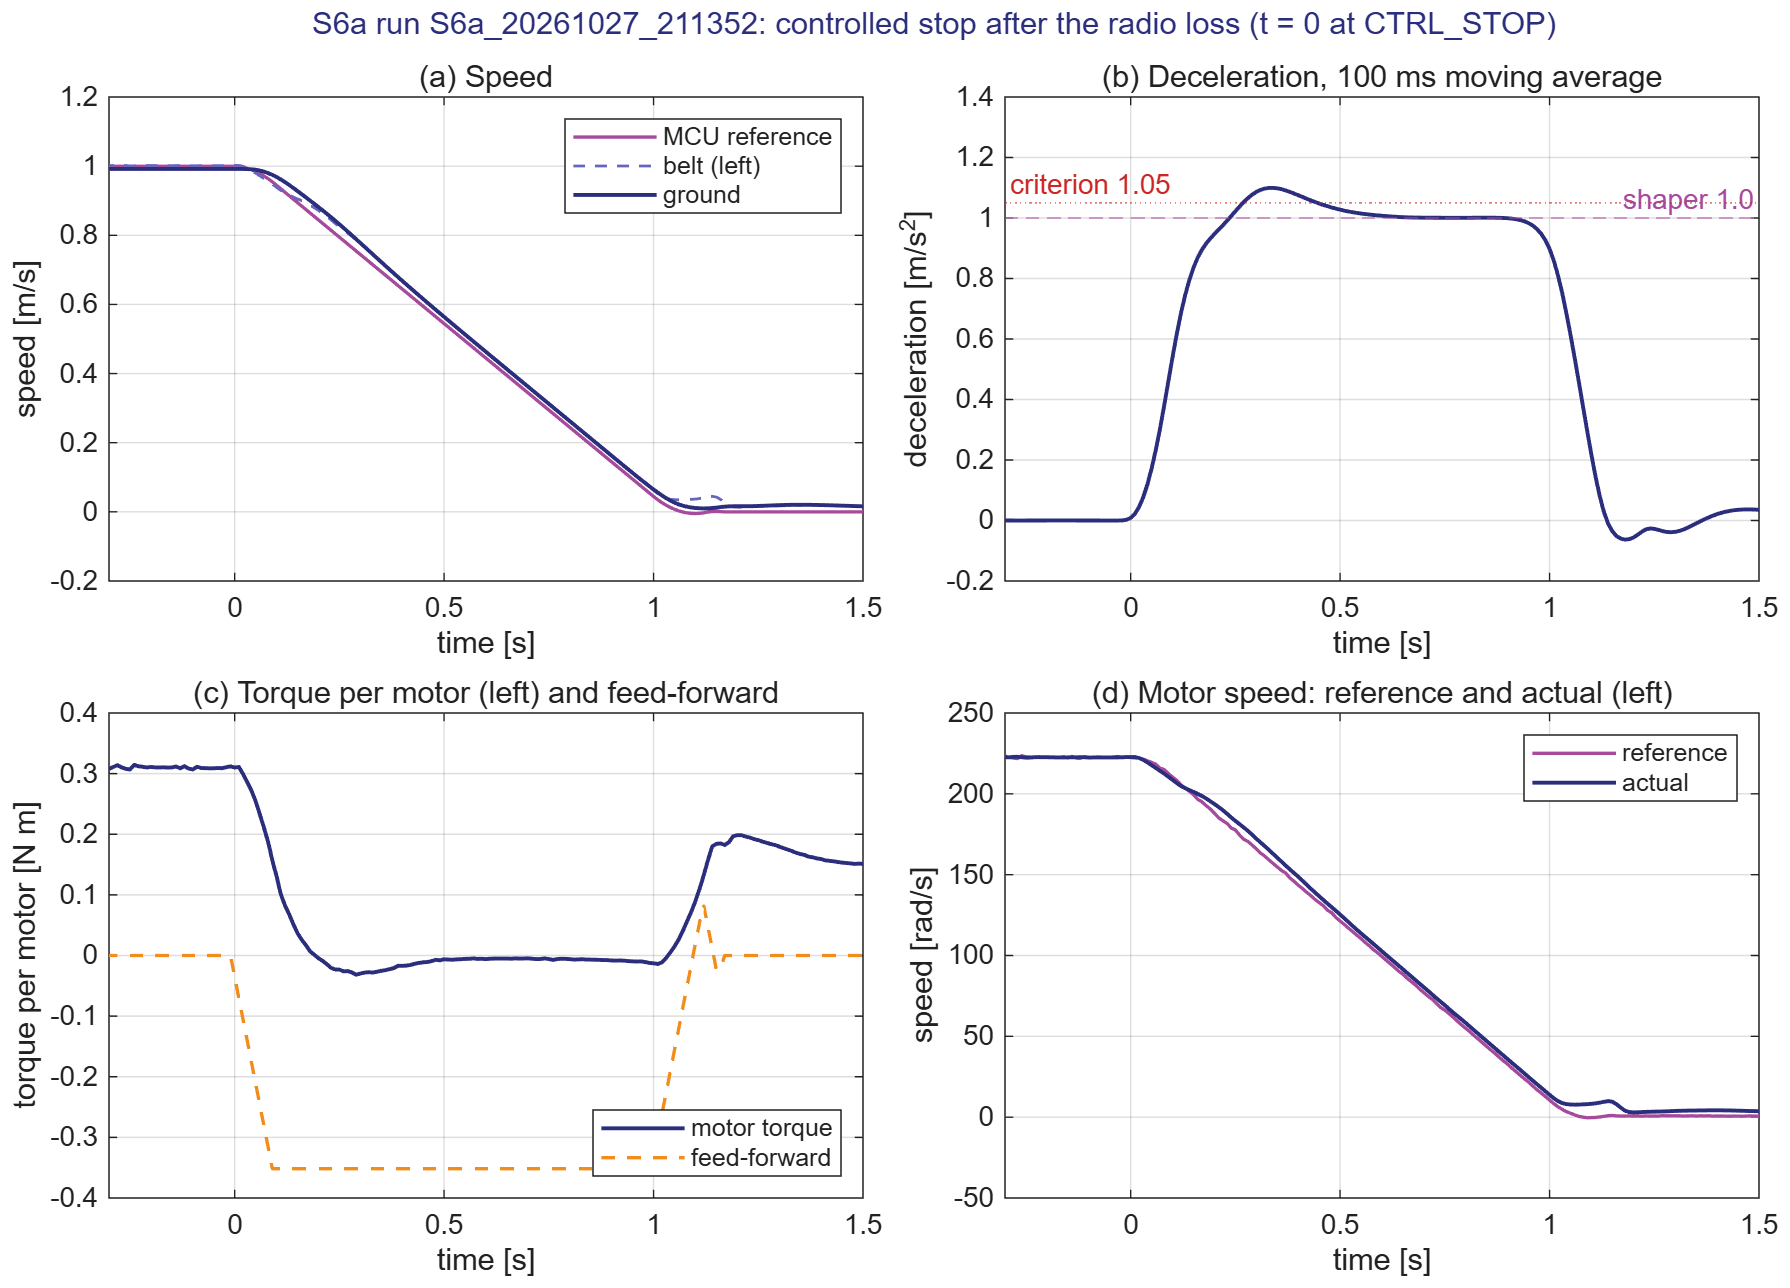 S6a run S6a_20261027_211352: controlled stop after the radio loss (t = 0 at CTRL_STOP)
(a) Speed
1.2
1
0.8
0.6
0.4
0.2
0
-0.2
speed [m/s]
MCU reference
belt (left)
ground
0
0.5
1
1.5
time [s]
(b) Deceleration, 100 ms moving average
1.4
1.2
1
0.8
0.6
0.4
0.2
0
-0.2
deceleration [m/s²]
criterion 1.05
shaper 1.0
0
0.5
1
1.5
time [s]
(c) Torque per motor (left) and feed-forward
0.4
0.3
0.2
0.1
0
-0.1
-0.2
-0.3
-0.4
torque per motor [N m]
motor torque
feed-forward
0
0.5
1
1.5
time [s]
(d) Motor speed: reference and actual (left)
250
200
150
100
50
0
-50
speed [rad/s]
reference
actual
0
0.5
1
1.5
time [s]